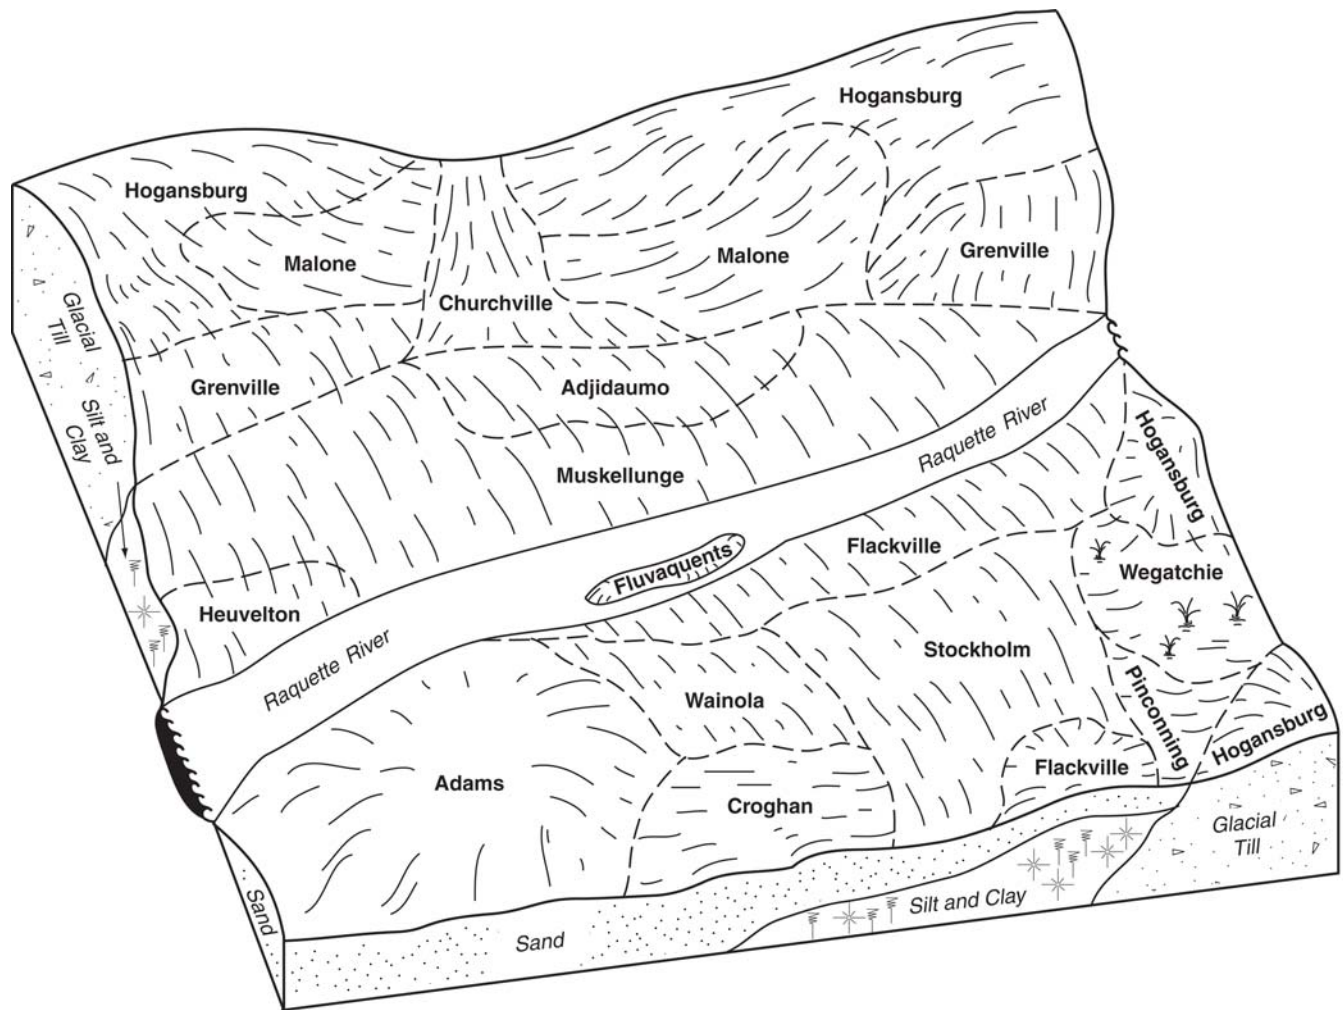 Hogansburg
Hogansburg
Malone
Malone
Grenville
Churchville
Glacial
Till
Silt and
Clay
Grenville
Adjidaumo
Raquette River
Hogansburg
Muskellunge
Flackville
Fluvaquents
Wegatchie
Heuvelton
Raquette River
Stockholm
Wainola
Pinconning
Hogansburg
Adams
Croghan
Flackville
Glacial
Till
Sand
Sand
Silt and Clay